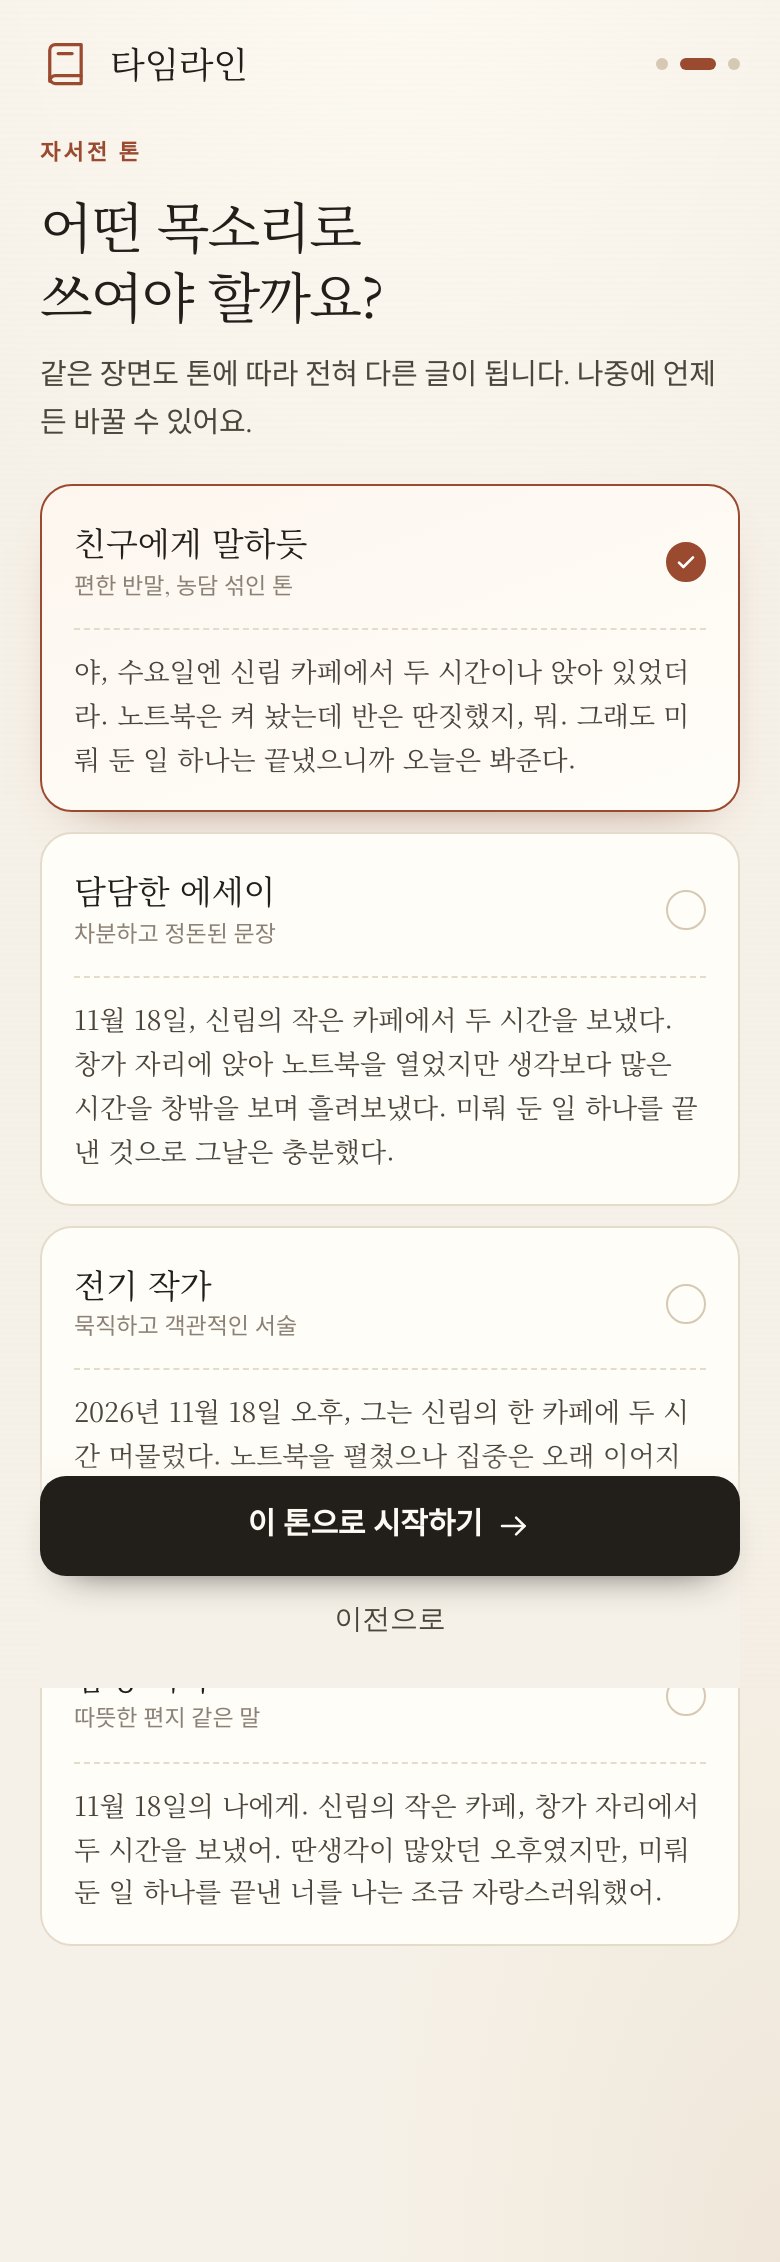 타임라인
자서전 톤
어떤 목소리로
쓰여야 할까요?
같은 장면도 톤에 따라 전혀 다른 글이 됩니다. 나중에 언제
든 바꿀 수 있어요.
친구에게 말하듯
편한 반말, 농담 섞인 톤
야, 수요일엔 신림 카페에서 두 시간이나 앉아 있었더
라. 노트북은 켜 놨는데 반은 딴짓했지, 뭐. 그래도 미
뤄 둔 일 하나는 끝냈으니까 오늘은 봐준다.
담담한 에세이
차분하고 정돈된 문장
11월 18일, 신림의 작은 카페에서 두 시간을 보냈다.
창가 자리에 앉아 노트북을 열었지만 생각보다 많은
시간을 창밖을 보며 흘려보냈다. 미뤄 둔 일 하나를 끝
낸 것으로 그날은 충분했다.
전기 작가
묵직하고 객관적인 서술
2026년 11월 18일 오후, 그는 신림의 한 카페에 두 시
간 머물렀다. 노트북을 펼쳤으나 집중은 오래 이어지
이 톤으로 시작하기 →
이전으로
따뜻한 편지 같은 말
11월 18일의 나에게. 신림의 작은 카페, 창가 자리에서
두 시간을 보냈어. 딴생각이 많았던 오후였지만, 미뤄
둔 일 하나를 끝낸 너를 나는 조금 자랑스러워했어.